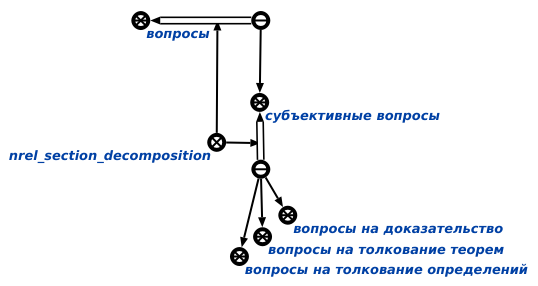 вопросы
субъективные вопросы
nrel_section_decomposition
вопросы на доказательство
вопросы на толкование теорем
вопросы на толкование определений